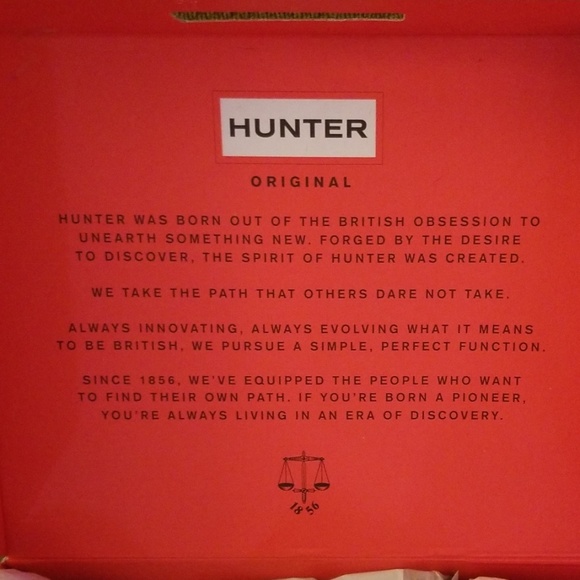 HUNTER
ORIGINAL
HUNTER WAS BORN OUT OF THE BRITISH OBSESSION TO
UNEARTH SOMETHING NEW. FORGED BY THE DESIRE
TO DISCOVER, THE SPIRIT OF HUNTER WAS CREATED.
WE TAKE THE PATH THAT OTHERS DARE NOT TAKE.
ALWAYS INNOVATING, ALWAYS EVOLVING WHAT IT MEANS
TO BE BRITISH, WE PURSUE A SIMPLE, PERFECT FUNCTION.
SINCE 1856, WE'VE EQUIPPED THE PEOPLE WHO WANT
TO FIND THEIR OWN PATH. IF YOU'RE BORN A PIONEER,
YOU'RE ALWAYS LIVING IN AN ERA OF DISCOVERY.
1856